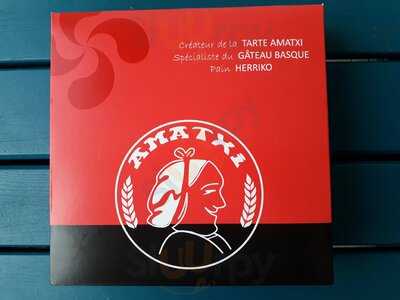 Créateur de la TARTE AMATXI
Spécialiste du GÂTEAU BASQUE
Pain HERRIKO
AMATXI